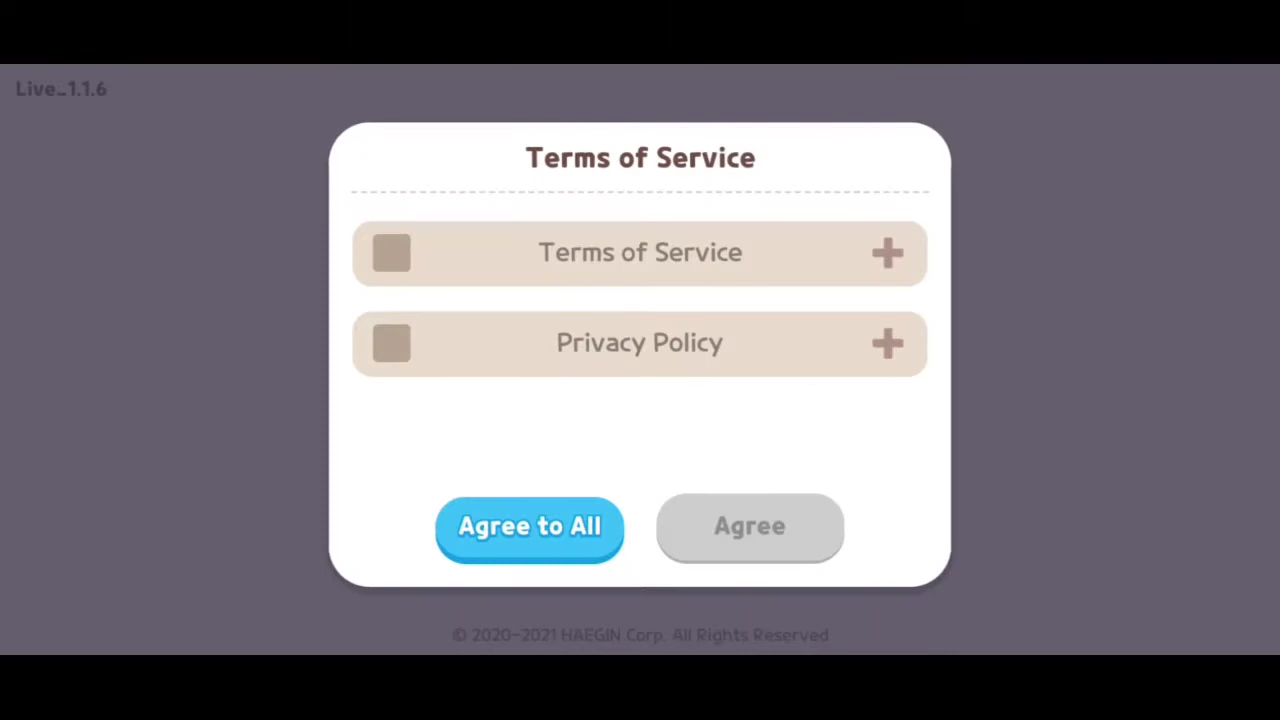 Live_1.1.6
Terms of Service
Terms of Service
Privacy Policy
Agree to All
Agree
© 2020-2021 HAEGIN Corp. All Rights Reserved